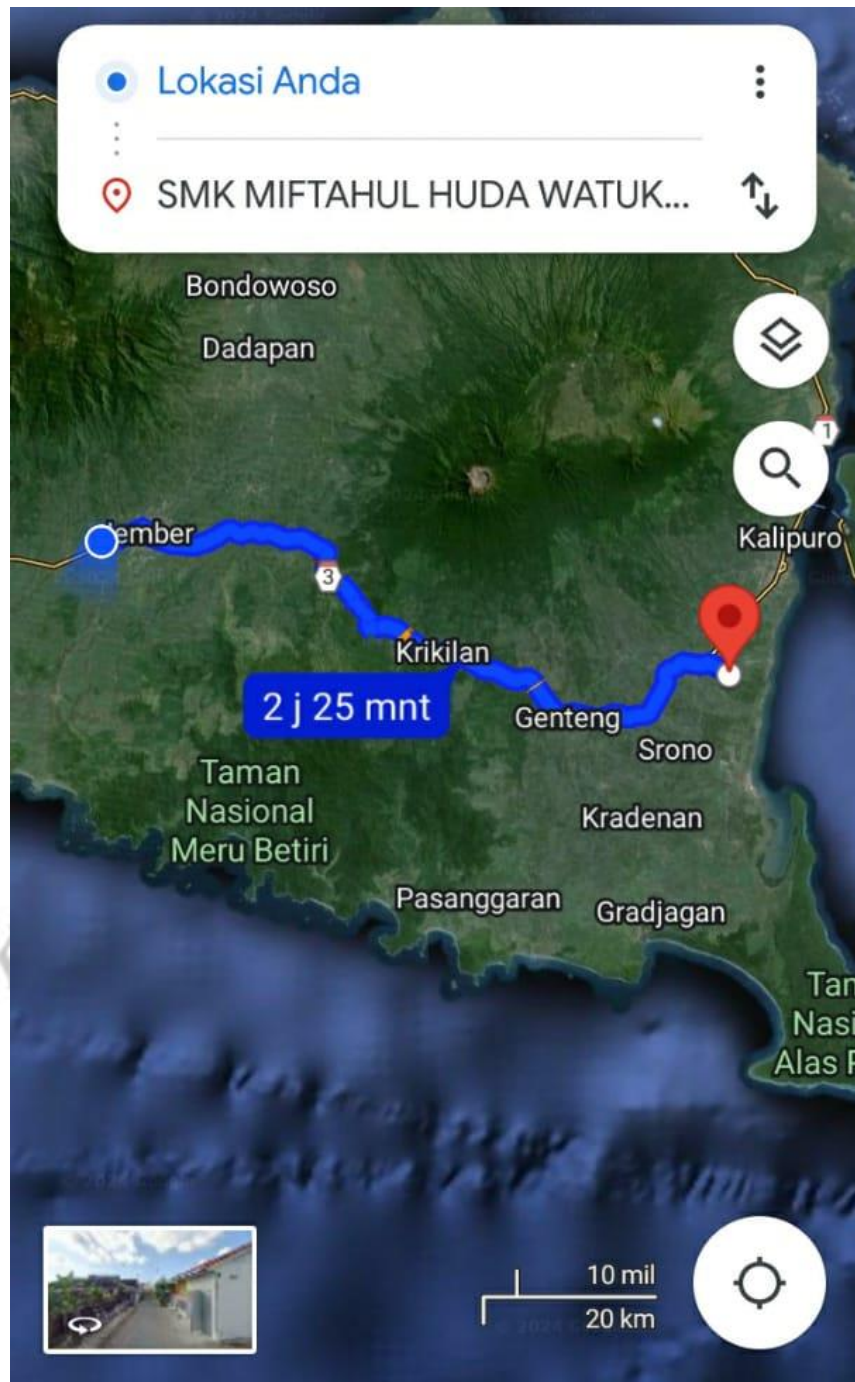 Lokasi Anda
SMK MIFTAHUL HUDA WATUK...
Bondowoso
Dadapan
1
Kalipuro
ember
3
Krikilan
2 j 25 mnt
Genteng
Srono
Taman
Nasional
Meru Betiri
Kradenan
Pasanggaran
Gradjagan
Tan
Nasi
Alas P
10 mil
20 km